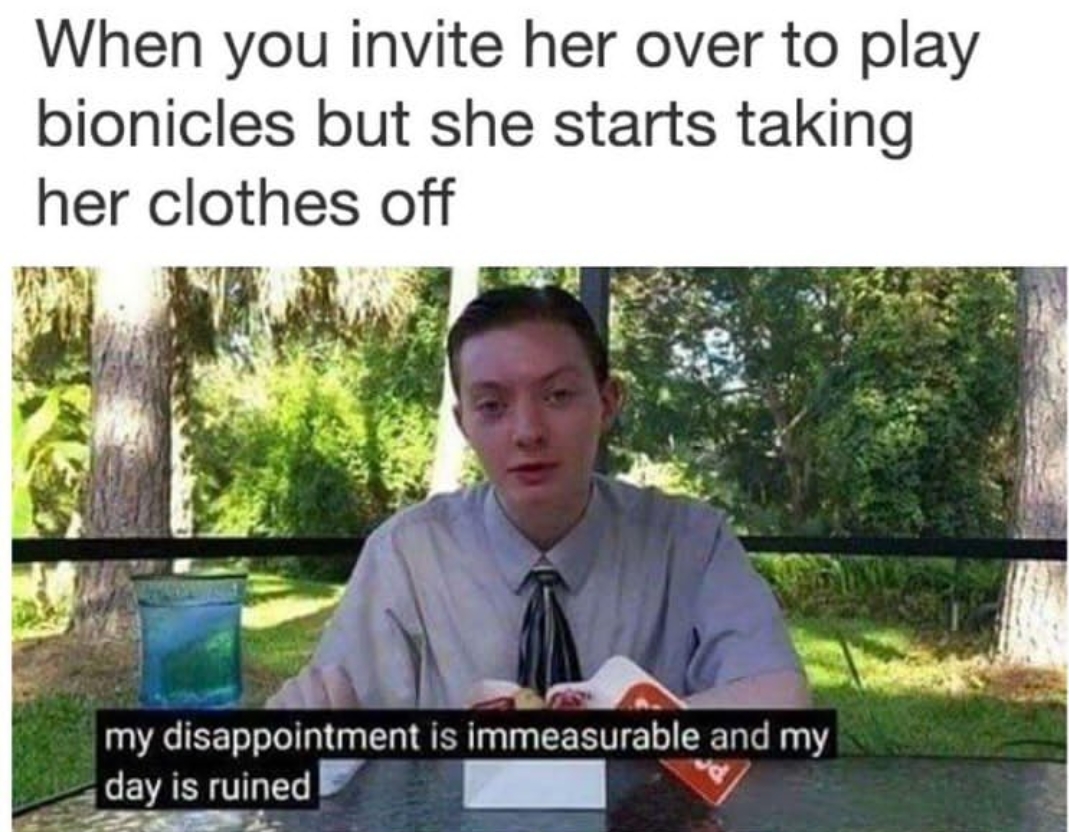 When you invite her over to play
bionicles but she starts taking
her clothes off
my disappointment is immeasurable and my
day is ruined